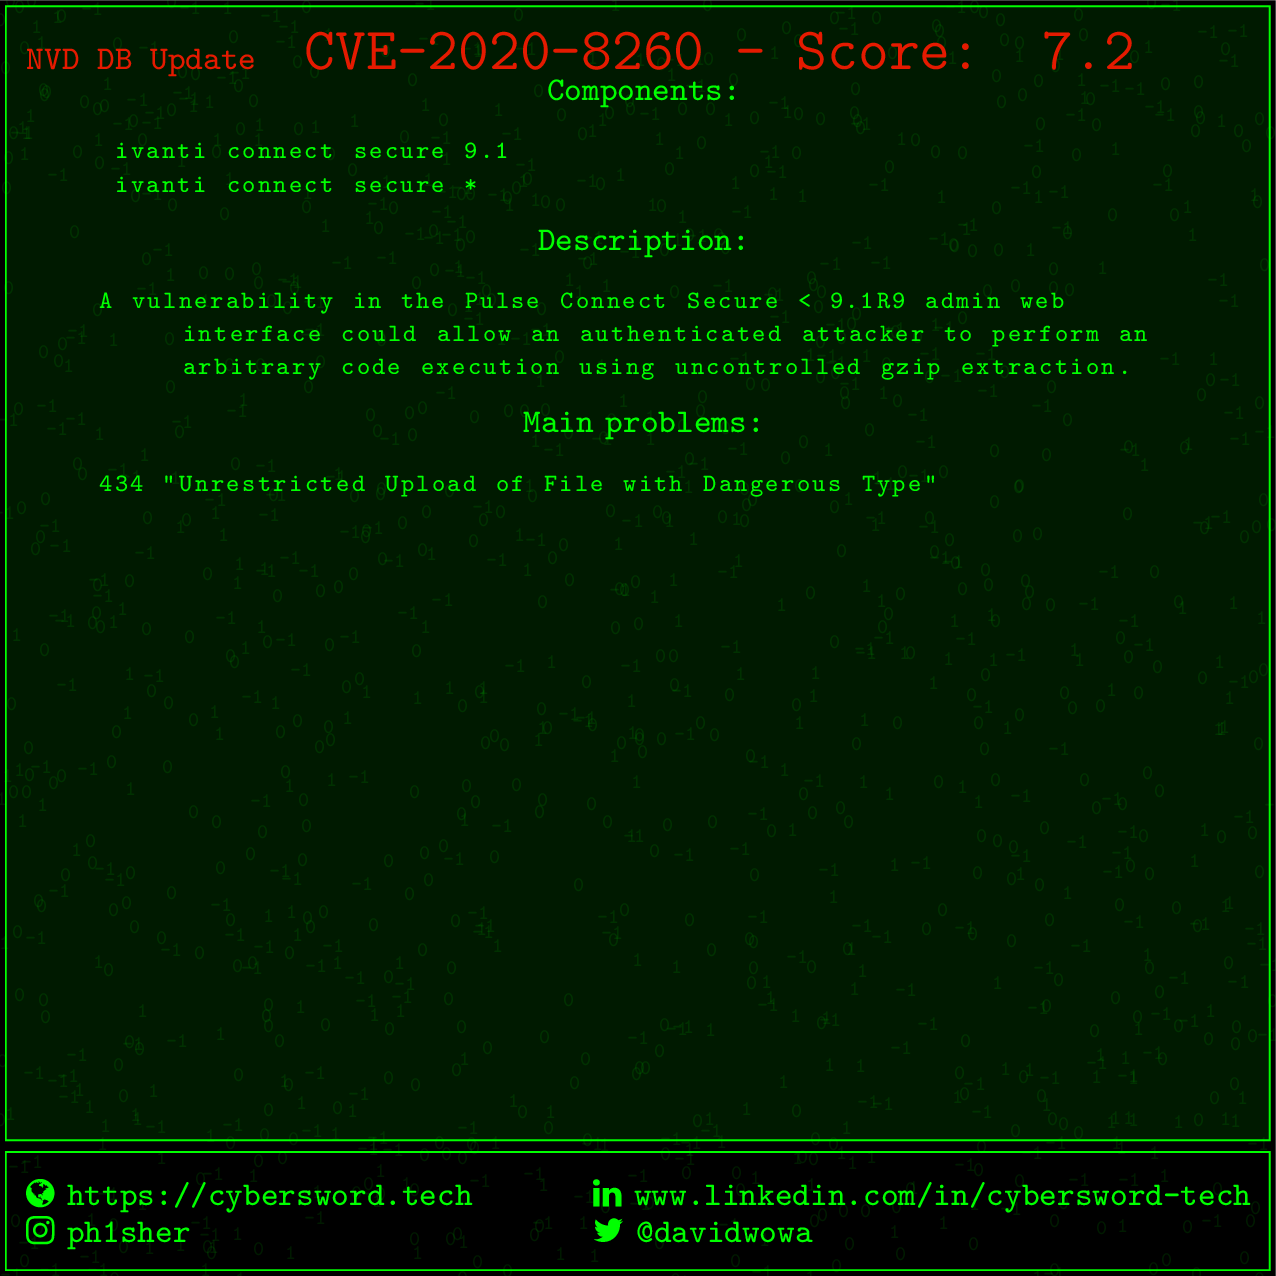 NVD DB Update CVE-2020-8260 - Score: 7.2
Components:
ivanti connect secure 9.1
ivanti connect secure *
Description:
A vulnerability in the Pulse Connect Secure < 9.1R9 admin web
interface could allow an authenticated attacker to perform an
arbitrary code execution using uncontrolled gzip extraction.
Main problems:
434 "Unrestricted Upload of File with Dangerous Type"
https://cybersword.tech www.linkedin.com/in/cybersword-tech
ph1sher @davidwowa